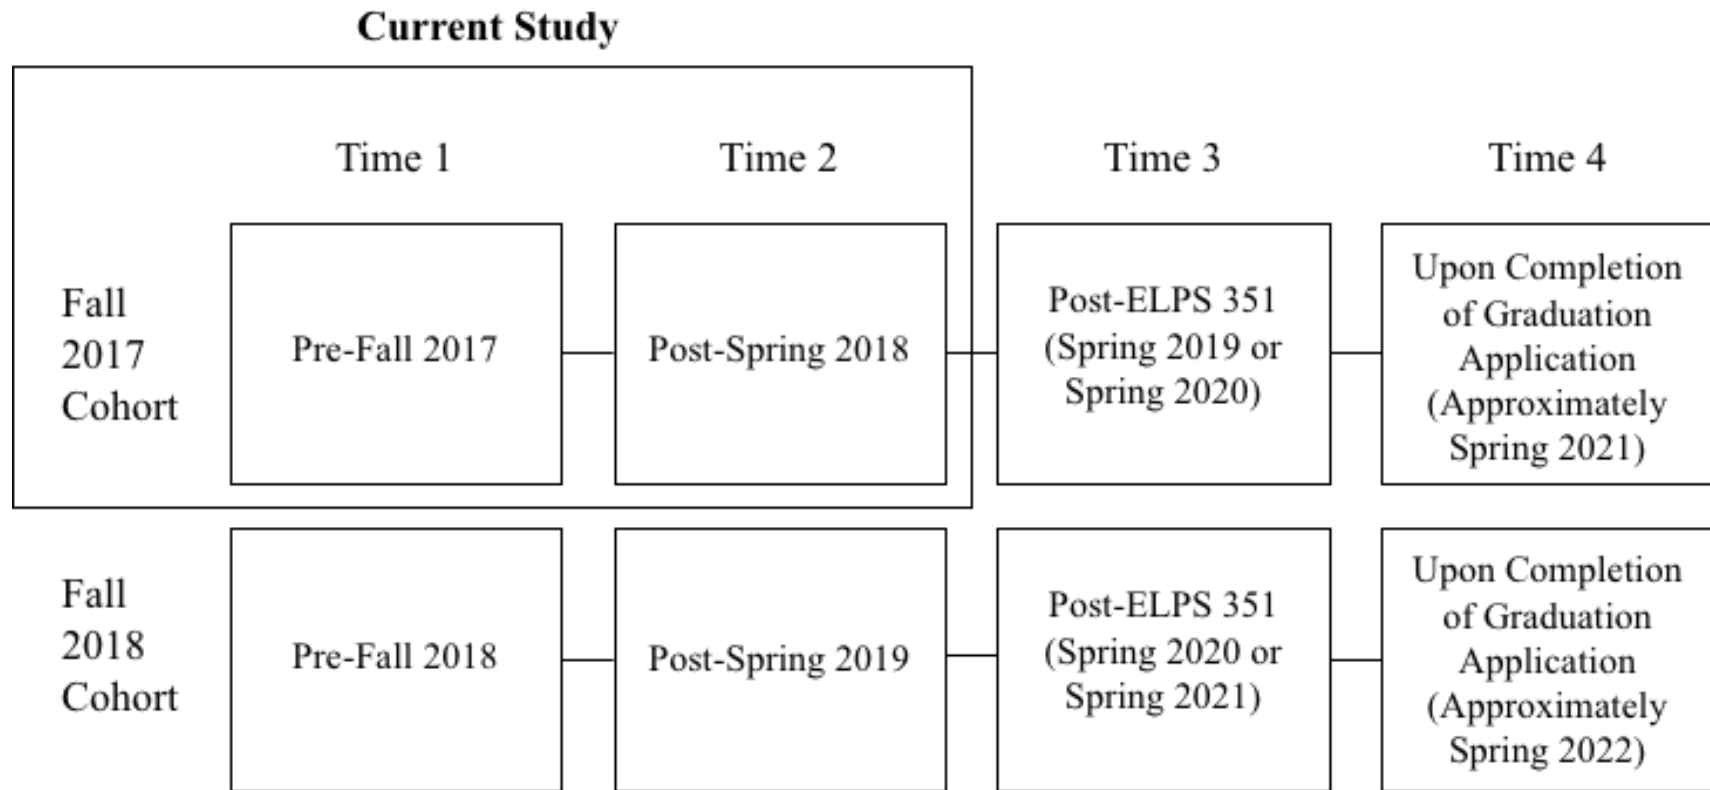 Current Study
Time 1
Time 2
Time 3
Time 4
Fall
2017
Cohort
Pre-Fall 2017
Post-Spring 2018
Post-ELPS 351
(Spring 2019 or
Spring 2020)
Upon Completion
of Graduation
Application
(Approximately
Spring 2021)
Fall
2018
Cohort
Pre-Fall 2018
Post-Spring 2019
Post-ELPS 351
(Spring 2020 or
Spring 2021)
Upon Completion
of Graduation
Application
(Approximately
Spring 2022)